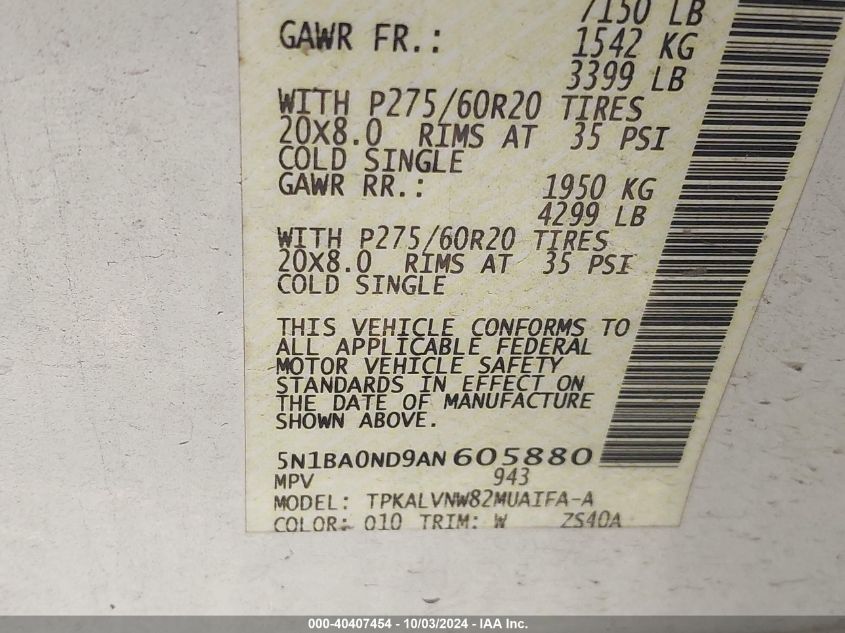 7150 LB
GAWR FR.: 1542 KG
3399 LB
WITH P275/60R20 TIRES
20X8.0 RIMS AT 35 PSI
COLD SINGLE
GAWR RR.: 1950 KG
4299 LB
WITH P275/60R20 TIRES
20X8.0 RIMS AT 35 PSI
COLD SINGLE
THIS VEHICLE CONFORMS TO
ALL APPLICABLE FEDERAL
MOTOR VEHICLE SAFETY
STANDARDS IN EFFECT ON
THE DATE OF MANUFACTURE
SHOWN ABOVE.
5N1BA0ND9AN605880
MPV 943
MODEL: TPKALVNW82MUAIFA-A
COLOR: 010 TRIM: W ZS40A
000-40407454 - 10/03/2024 - IAA Inc.